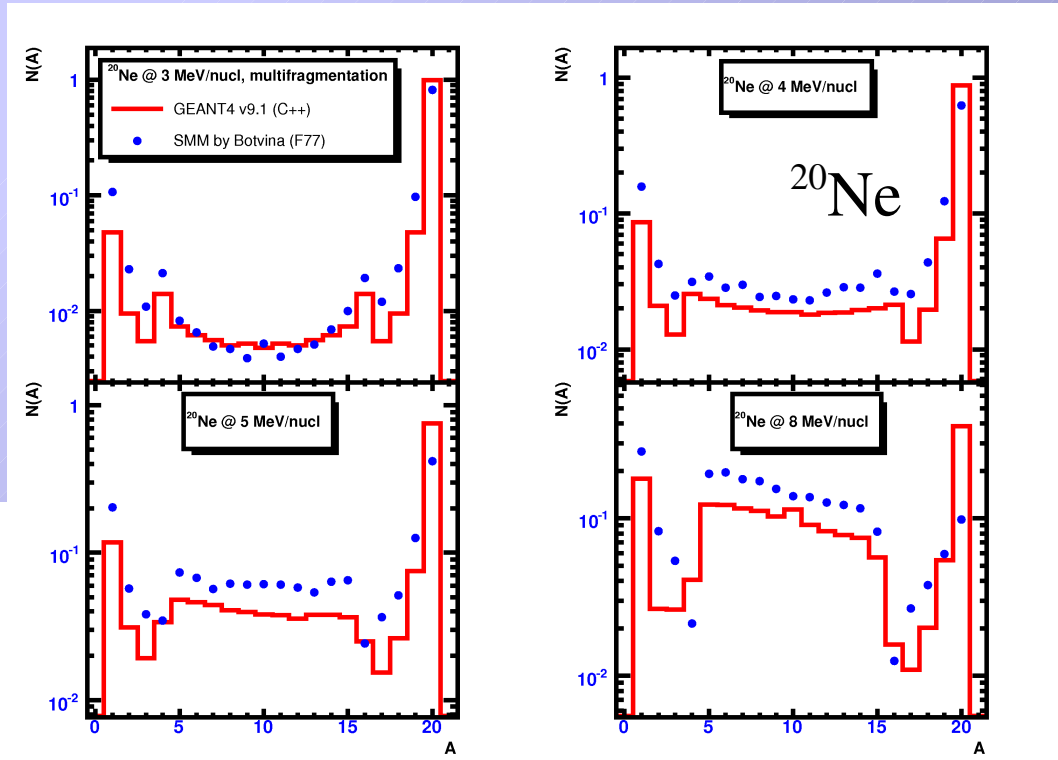 N(A)
1
10⁻¹
10⁻²
²⁰Ne @ 3 MeV/nucl, multifragmentation
GEANT4 v9.1 (C++)
SMM by Botvina (F77)
N(A)
1
10⁻¹
10⁻²
²⁰Ne @ 4 MeV/nucl
²⁰Ne
N(A)
1
10⁻¹
10⁻²
²⁰Ne @ 5 MeV/nucl
0 5 10 15 20
A
N(A)
10⁻¹
10⁻²
²⁰Ne @ 8 MeV/nucl
0 5 10 15 20
A